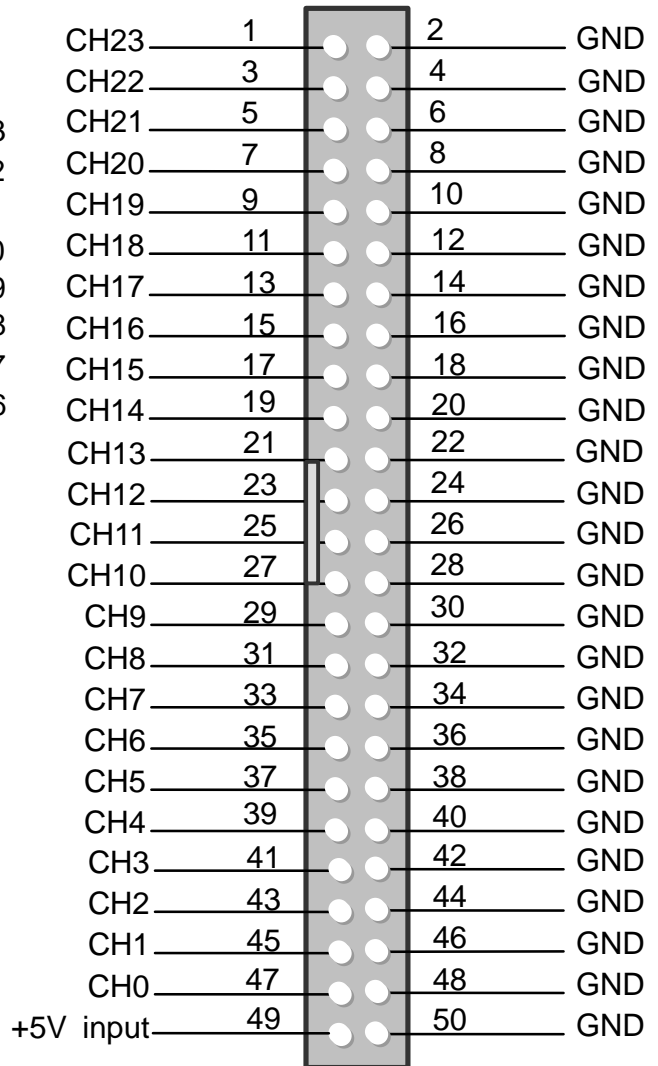 CH23 1 2 GND
CH22 3 4 GND
CH21 5 6 GND
CH20 7 8 GND
CH19 9 10 GND
CH18 11 12 GND
CH17 13 14 GND
CH16 15 16 GND
CH15 17 18 GND
CH14 19 20 GND
CH13 21 22 GND
CH12 23 24 GND
CH11 25 26 GND
CH10 27 28 GND
CH9 29 30 GND
CH8 31 32 GND
CH7 33 34 GND
CH6 35 36 GND
CH5 37 38 GND
CH4 39 40 GND
CH3 41 42 GND
CH2 43 44 GND
CH1 45 46 GND
CH0 47 48 GND
+5V input 49 50 GND